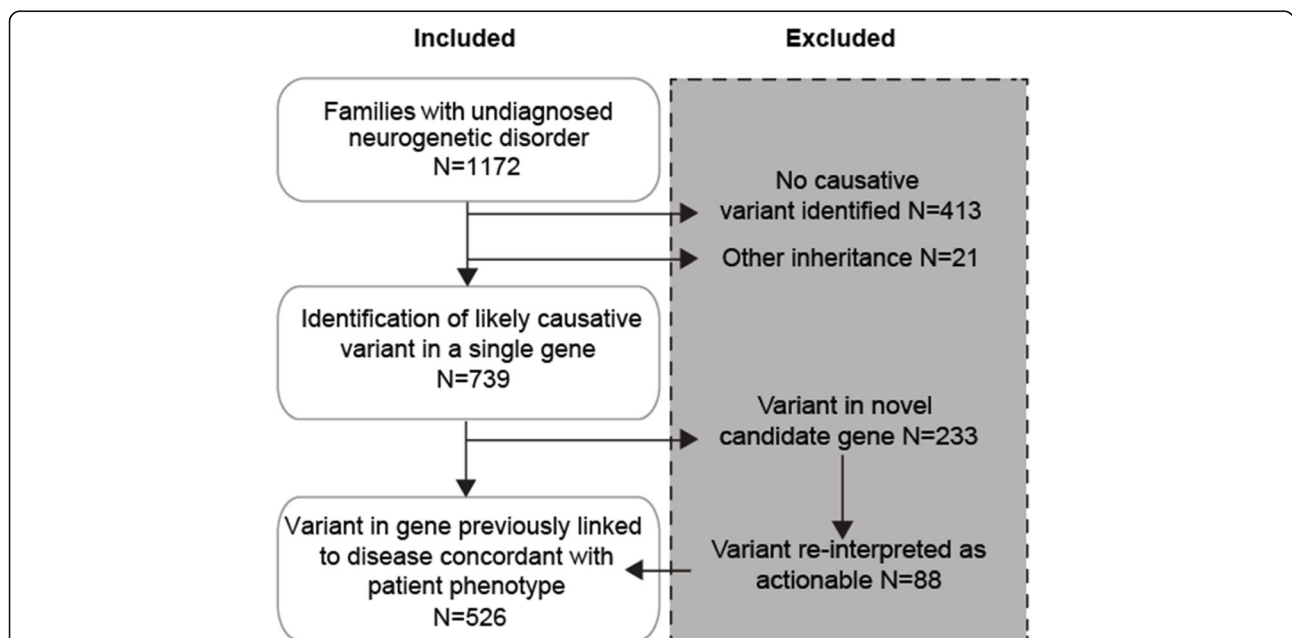 Included
Excluded
Families with undiagnosed
neurogenetic disorder
N=1172
No causative
variant identified N=413
Other inheritance N=21
Identification of likely causative
variant in a single gene
N=739
Variant in novel
candidate gene N=233
Variant in gene previously linked
to disease concordant with
patient phenotype
N=526
Variant re-interpreted as
actionable N=88